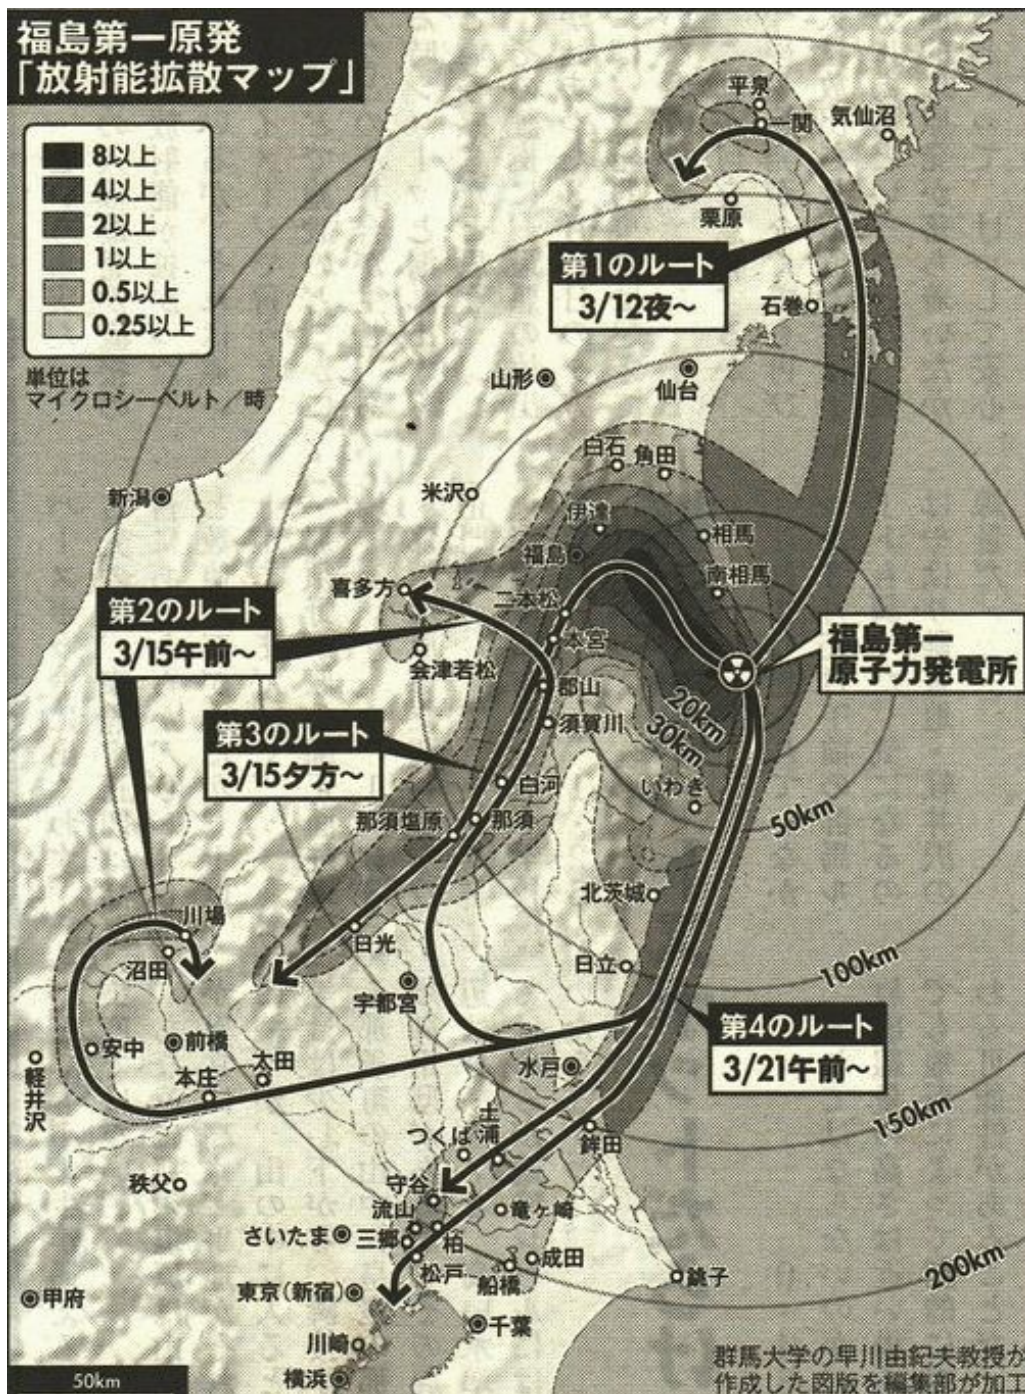 福島第一原発
「放射能拡散マップ」
8以上
4以上
2以上
1以上
0.5以上
0.25以上
単位は
マイクロシーベルト／時
平泉
一関
気仙沼
栗原
第1のルート
3/12夜～
石巻
山形
仙台
白石
角田
新潟
米沢
伊達
相馬
福島
南相馬
喜多方
二本松
第2のルート
3/15午前～
本宮
福島第一
原子力発電所
会津若松
郡山
20km
30km
須賀川
第3のルート
3/15夕方～
白河
いわき
50km
那須塩原
那須
北茨城
川場
日光
沼田
日立
100km
宇都宮
第4のルート
3/21午前～
前橋
安中
太田
水戸
本庄
軽井沢
150km
土浦
つくば
鉾田
秩父
守谷
流山
竜ヶ崎
さいたま
三郷
柏
成田
松戸
船橋
200km
銚子
東京(新宿)
甲府
千葉
川崎
横浜
50km
群馬大学の早川由紀夫教授が
作成した図版を編集部が加工